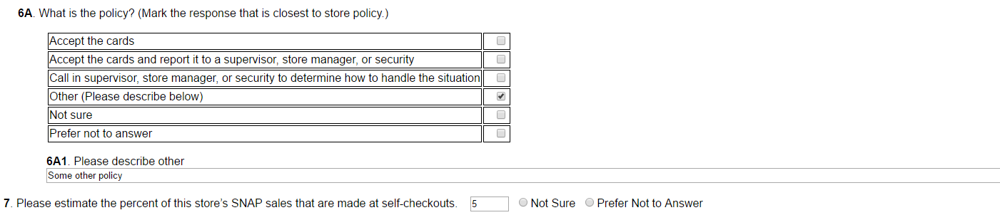 6A. What is the policy? (Mark the response that is closest to store policy.)
Accept the cards
Accept the cards and report it to a supervisor, store manager, or security
Call in supervisor, store manager, or security to determine how to handle the situation
Other (Please describe below)
Not sure
Prefer not to answer
6A1. Please describe other
Some other policy
7. Please estimate the percent of this store's SNAP sales that are made at self-checkouts. 5 Not Sure Prefer Not to Answer